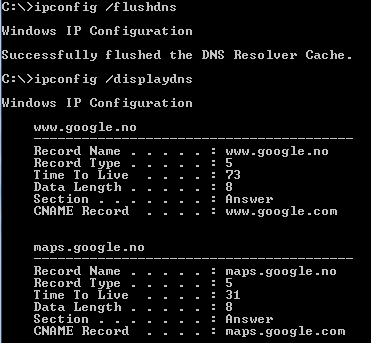 C:\>ipconfig /flushdns
Windows IP Configuration
Successfully flushed the DNS Resolver Cache.
C:\>ipconfig /displaydns
Windows IP Configuration
www.google.no
----------------------------------------
Record Name . . . . . : www.google.no
Record Type . . . . . : 5
Time To Live  . . . . : 73
Data Length . . . . . : 8
Section . . . . . . . : Answer
CNAME Record  . . . . : www.google.com
maps.google.no
----------------------------------------
Record Name . . . . . : maps.google.no
Record Type . . . . . : 5
Time To Live  . . . . : 31
Data Length . . . . . : 8
Section . . . . . . . : Answer
CNAME Record  . . . . : maps.google.com